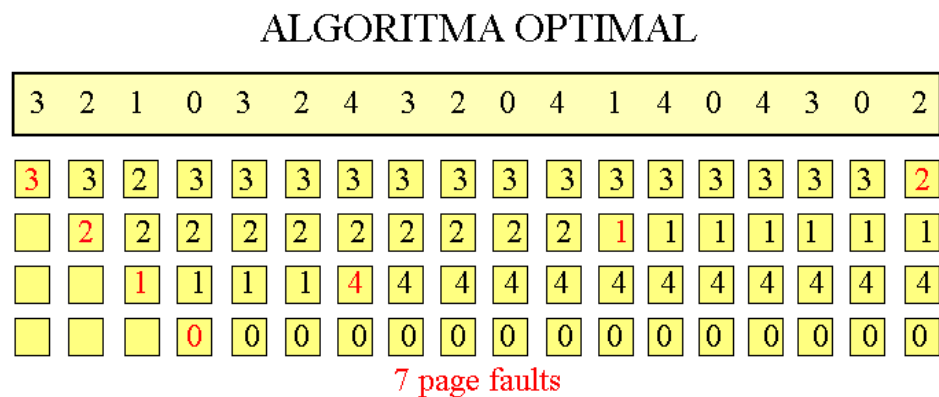 ALGORITMA OPTIMAL
3 2 1 0 3 2 4 3 2 0 4 1 4 0 4 3 0 2
3 3 2 3 3 3 3 3 3 3 3 3 3 3 3 3 3 2
2 2 2 2 2 2 2 2 2 2 1 1 1 1 1 1 1
1 1 1 1 4 4 4 4 4 4 4 4 4 4 4 4
0 0 0 0 0 0 0 0 0 0 0 0 0 0 0
7 page faults